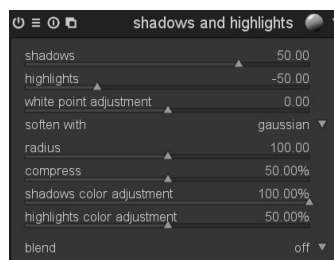 shadows and highlights
shadows 50.00
highlights -50.00
white point adjustment 0.00
soften with gaussian
radius 100.00
compress 50.00%
shadows color adjustment 100.00%
highlights color adjustment 50.00%
blend off